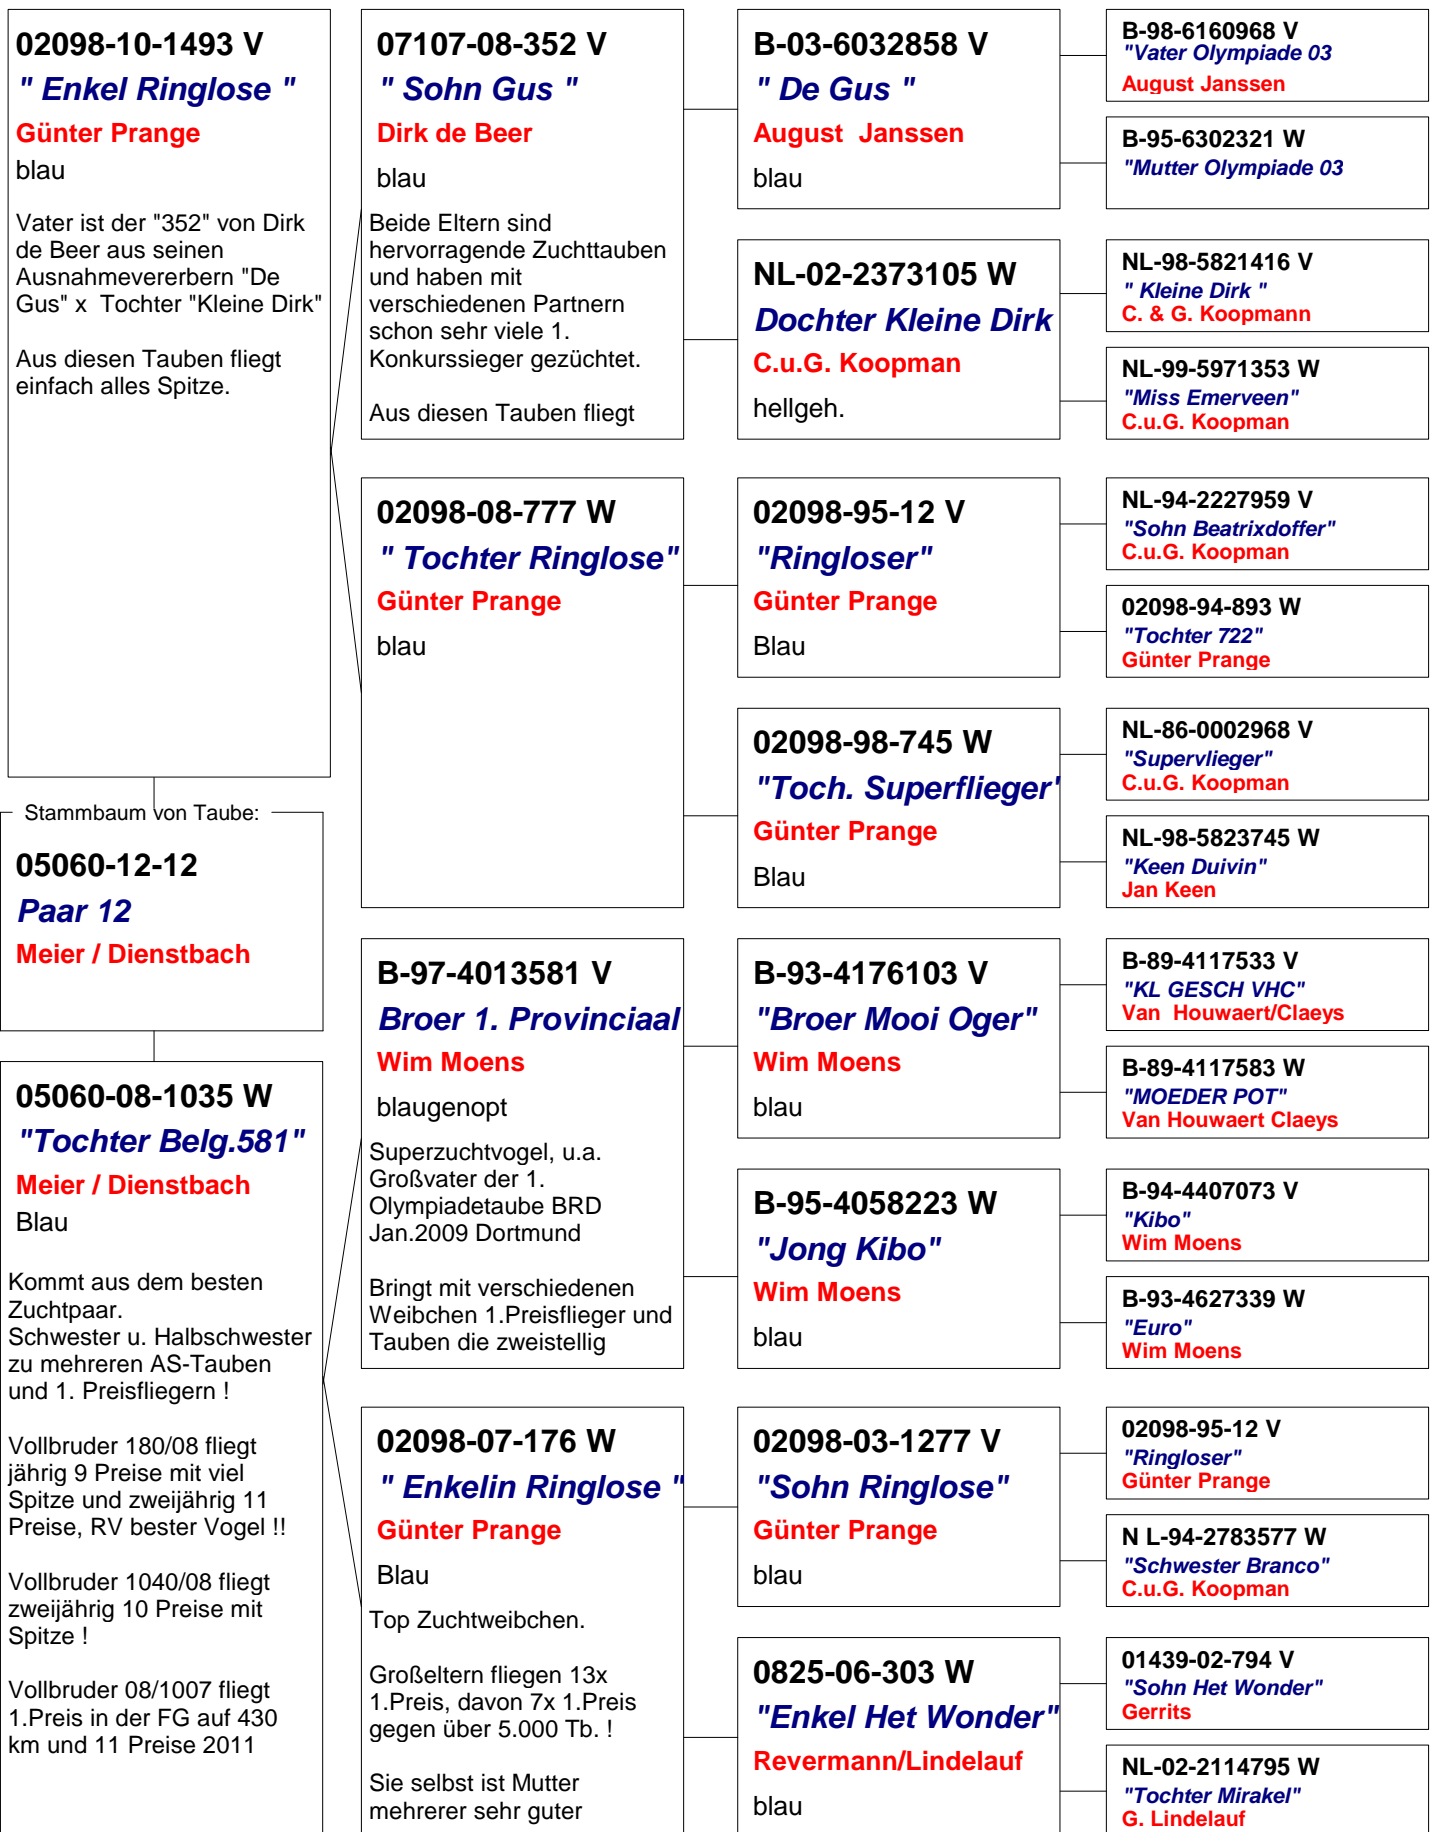 02098-10-1493 V
" Enkel Ringlose "
Günter Prange
blau
Vater ist der "352" von Dirk
de Beer aus seinen
Ausnahmevererbern "De
Gus" x  Tochter "Kleine Dirk"
Aus diesen Tauben fliegt
einfach alles Spitze.
Stammbaum von Taube:
05060-12-12
Paar 12
Meier / Dienstbach
05060-08-1035 W
"Tochter Belg.581"
Meier / Dienstbach
Blau
Kommt aus dem besten
Zuchtpaar.
Schwester u. Halbschwester
zu mehreren AS-Tauben
und 1. Preisfliegern !
Vollbruder 180/08 fliegt
jährig 9 Preise mit viel
Spitze und zweijährig 11
Preise, RV bester Vogel !!
Vollbruder 1040/08 fliegt
zweijährig 10 Preise mit
Spitze !
Vollbruder 08/1007 fliegt
1.Preis in der FG auf 430
km und 11 Preise 2011
07107-08-352 V
" Sohn Gus "
Dirk de Beer
blau
Beide Eltern sind
hervorragende Zuchttauben
und haben mit
verschiedenen Partnern
schon sehr viele 1.
Konkurssieger gezüchtet.
Aus diesen Tauben fliegt
02098-08-777 W
" Tochter Ringlose"
Günter Prange
blau
B-97-4013581 V
Broer 1. Provinciaal
Wim Moens
blaugenopt
Superzuchtvogel, u.a.
Großvater der 1.
Olympiadetaube BRD
Jan.2009 Dortmund
Bringt mit verschiedenen
Weibchen 1.Preisflieger und
Tauben die zweistellig
02098-07-176 W
" Enkelin Ringlose "
Günter Prange
Blau
Top Zuchtweibchen.
Großeltern fliegen 13x
1.Preis, davon 7x 1.Preis
gegen über 5.000 Tb. !
Sie selbst ist Mutter
mehrerer sehr guter
B-03-6032858 V
" De Gus "
August  Janssen
blau
NL-02-2373105 W
Dochter Kleine Dirk
C.u.G. Koopman
hellgeh.
02098-95-12 V
"Ringloser"
Günter Prange
Blau
02098-98-745 W
"Toch. Superflieger"
Günter Prange
Blau
B-93-4176103 V
"Broer Mooi Oger"
Wim Moens
blau
B-95-4058223 W
"Jong Kibo"
Wim Moens
blau
02098-03-1277 V
"Sohn Ringlose"
Günter Prange
blau
0825-06-303 W
"Enkel Het Wonder"
Revermann/Lindelauf
blau
B-98-6160968 V
"Vater Olympiade 03
August Janssen
B-95-6302321 W
"Mutter Olympiade 03
NL-98-5821416 V
" Kleine Dirk "
C. & G. Koopmann
NL-99-5971353 W
"Miss Emerveen"
C.u.G. Koopman
NL-94-2227959 V
"Sohn Beatrixdoffer"
C.u.G. Koopman
02098-94-893 W
"Tochter 722"
Günter Prange
NL-86-0002968 V
"Supervlieger"
C.u.G. Koopman
NL-98-5823745 W
"Keen Duivin"
Jan Keen
B-89-4117533 V
"KL GESCH VHC"
Van  Houwaert/Claeys
B-89-4117583 W
"MOEDER POT"
Van Houwaert Claeys
B-94-4407073 V
"Kibo"
Wim Moens
B-93-4627339 W
"Euro"
Wim Moens
02098-95-12 V
"Ringloser"
Günter Prange
N L-94-2783577 W
"Schwester Branco"
C.u.G. Koopman
01439-02-794 V
"Sohn Het Wonder"
Gerrits
NL-02-2114795 W
"Tochter Mirakel"
G. Lindelauf